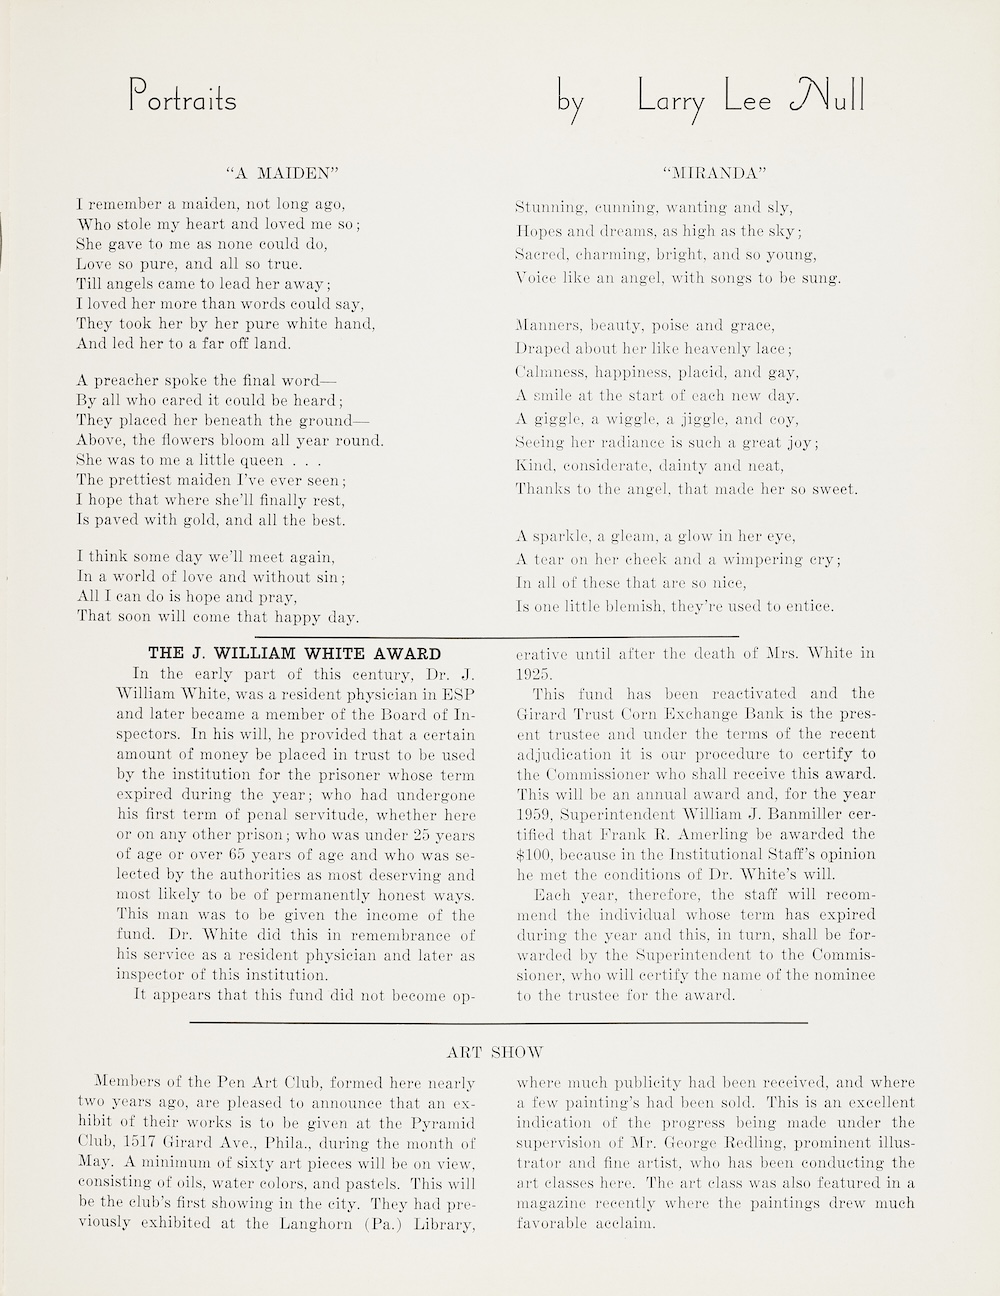 Portraits by Larry Lee Null
"A MAIDEN"
I remember a maiden, not long ago,
Who stole my heart and loved me so;
She gave to me as none could do,
Love so pure, and all so true.
Till angels came to lead her away;
I loved her more than words could say,
They took her by her pure white hand,
And led her to a far off land.
A preacher spoke the final word—
By all who cared it could be heard;
They placed her beneath the ground—
Above, the flowers bloom all year round.
She was to me a little queen . . .
The prettiest maiden I've ever seen;
I hope that where she'll finally rest,
Is paved with gold, and all the best.
I think some day we'll meet again,
In a world of love and without sin;
All I can do is hope and pray,
That soon will come that happy day.
"MIRANDA"
Stunning, cunning, wanting and sly,
Hopes and dreams, as high as the sky;
Sacred, charming, bright, and so young,
Voice like an angel, with songs to be sung.
Manners, beauty, poise and grace,
Draped about her like heavenly lace;
Calmness, happiness, placid, and gay,
A smile at the start of each new day.
A giggle, a wiggle, a jiggle, and coy,
Seeing her radiance is such a great joy;
Kind, considerate, dainty and neat,
Thanks to the angel, that made her so sweet.
A sparkle, a gleam, a glow in her eye,
A tear on her cheek and a wimpering cry;
In all of these that are so nice,
Is one little blemish, they're used to entice.
THE J. WILLIAM WHITE AWARD
In the early part of this century, Dr. J.
William White, was a resident physician in ESP
and later became a member of the Board of In-
spectors. In his will, he provided that a certain
amount of money be placed in trust to be used
by the institution for the prisoner whose term
expired during the year; who had undergone
his first term of penal servitude, whether here
or on any other prison; who was under 25 years
of age or over 65 years of age and who was se-
lected by the authorities as most deserving and
most likely to be of permanently honest ways.
This man was to be given the income of the
fund. Dr. White did this in remembrance of
his service as a resident physician and later as
inspector of this institution.
It appears that this fund did not become op-
erative until after the death of Mrs. White in
1925.
This fund has been reactivated and the
Girard Trust Corn Exchange Bank is the pres-
ent trustee and under the terms of the recent
adjudication it is our procedure to certify to
the Commissioner who shall receive this award.
This will be an annual award and, for the year
1959, Superintendent William J. Banmiller cer-
tified that Frank R. Amerling be awarded the
$100, because in the Institutional Staff's opinion
he met the conditions of Dr. White's will.
Each year, therefore, the staff will recom-
mend the individual whose term has expired
during the year and this, in turn, shall be for-
warded by the Superintendent to the Commis-
sioner, who will certify the name of the nominee
to the trustee for the award.
ART SHOW
Members of the Pen Art Club, formed here nearly
two years ago, are pleased to announce that an ex-
hibit of their works is to be given at the Pyramid
Club, 1517 Girard Ave., Phila., during the month of
May. A minimum of sixty art pieces will be on view,
consisting of oils, water colors, and pastels. This will
be the club's first showing in the city. They had pre-
viously exhibited at the Langhorn (Pa.) Library,
where much publicity had been received, and where
a few painting's had been sold. This is an excellent
indication of the progress being made under the
supervision of Mr. George Redling, prominent illus-
trator and fine artist, who has been conducting the
art classes here. The art class was also featured in a
magazine recently where the paintings drew much
favorable acclaim.